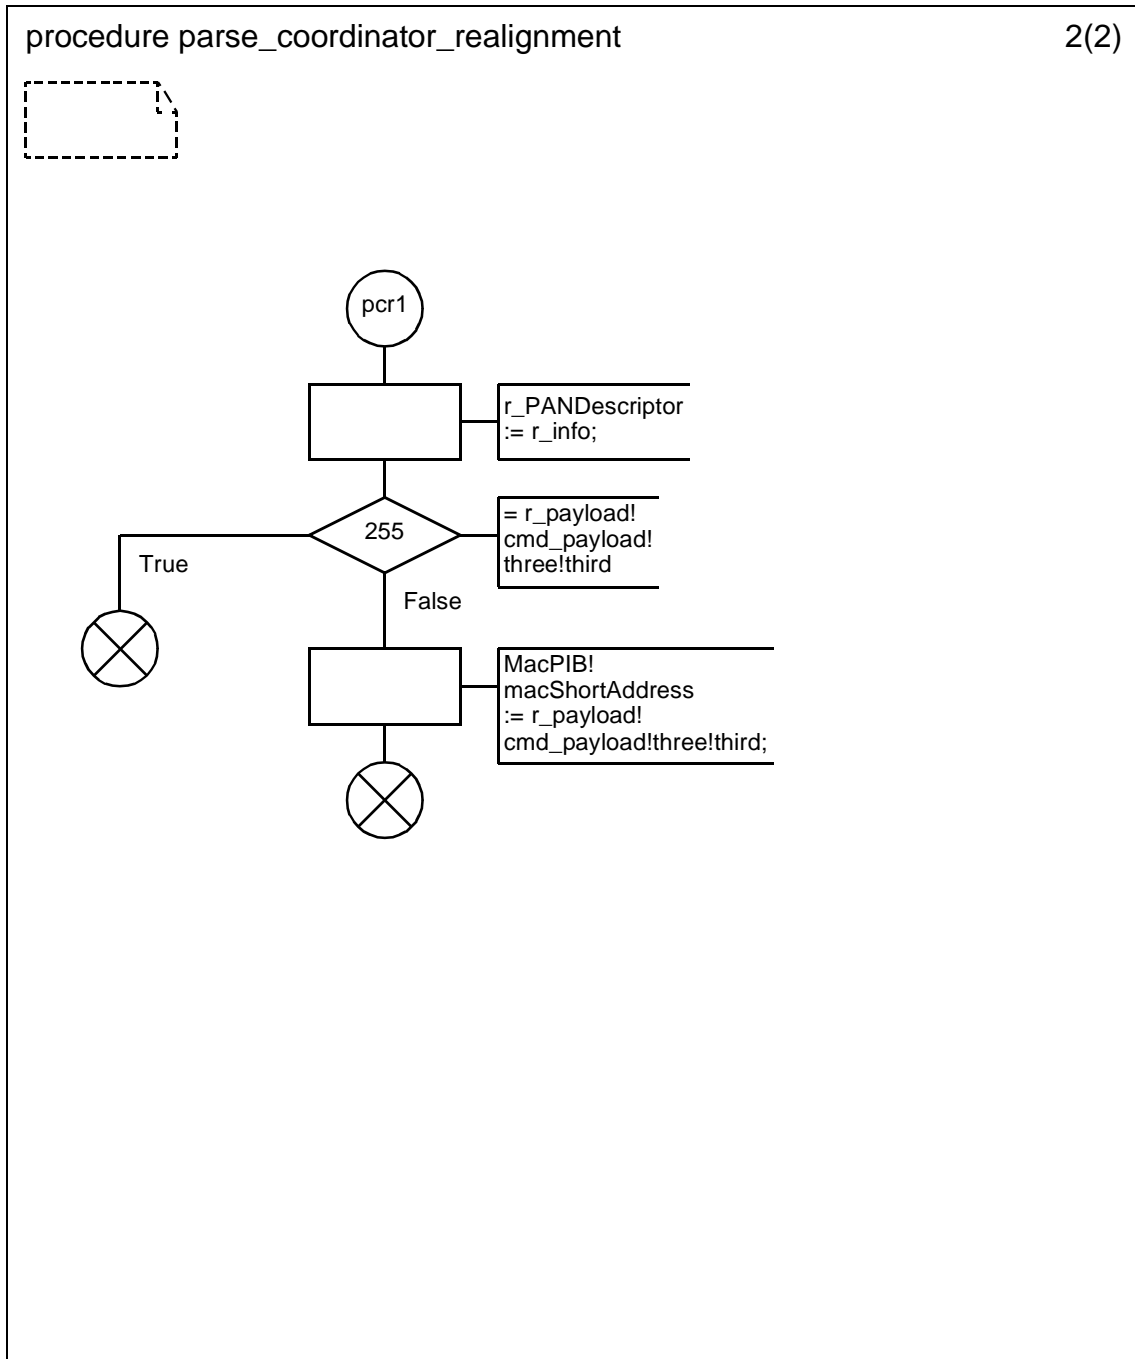 procedure parse_coordinator_realignment 2(2)
pcr1
r_PANDescriptor
:= r_info;
255
= r_payload!
cmd_payload!
three!third
True
False
MacPIB!
macShortAddress
:= r_payload!
cmd_payload!three!third;